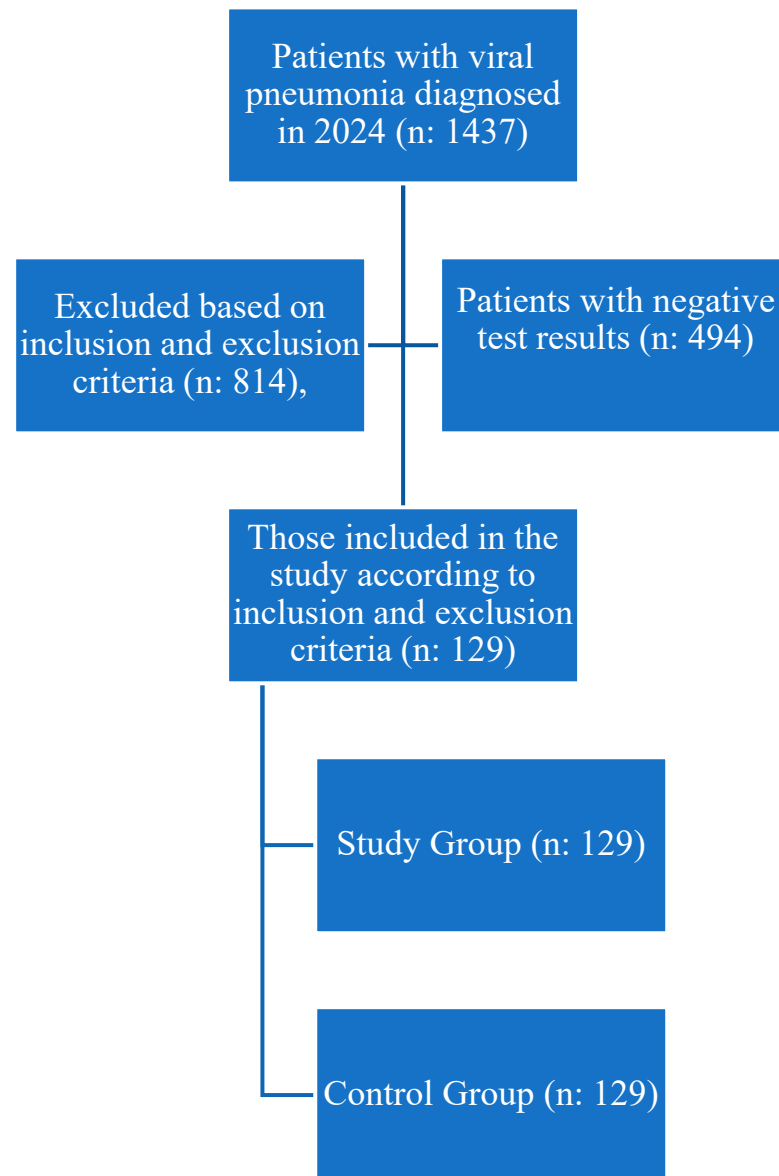 Patients with viral
pneumonia diagnosed
in 2024 (n: 1437)
Excluded based on
inclusion and exclusion
criteria (n: 814),
Patients with negative
test results (n: 494)
Those included in the
study according to
inclusion and exclusion
criteria (n: 129)
Study Group (n: 129)
Control Group (n: 129)